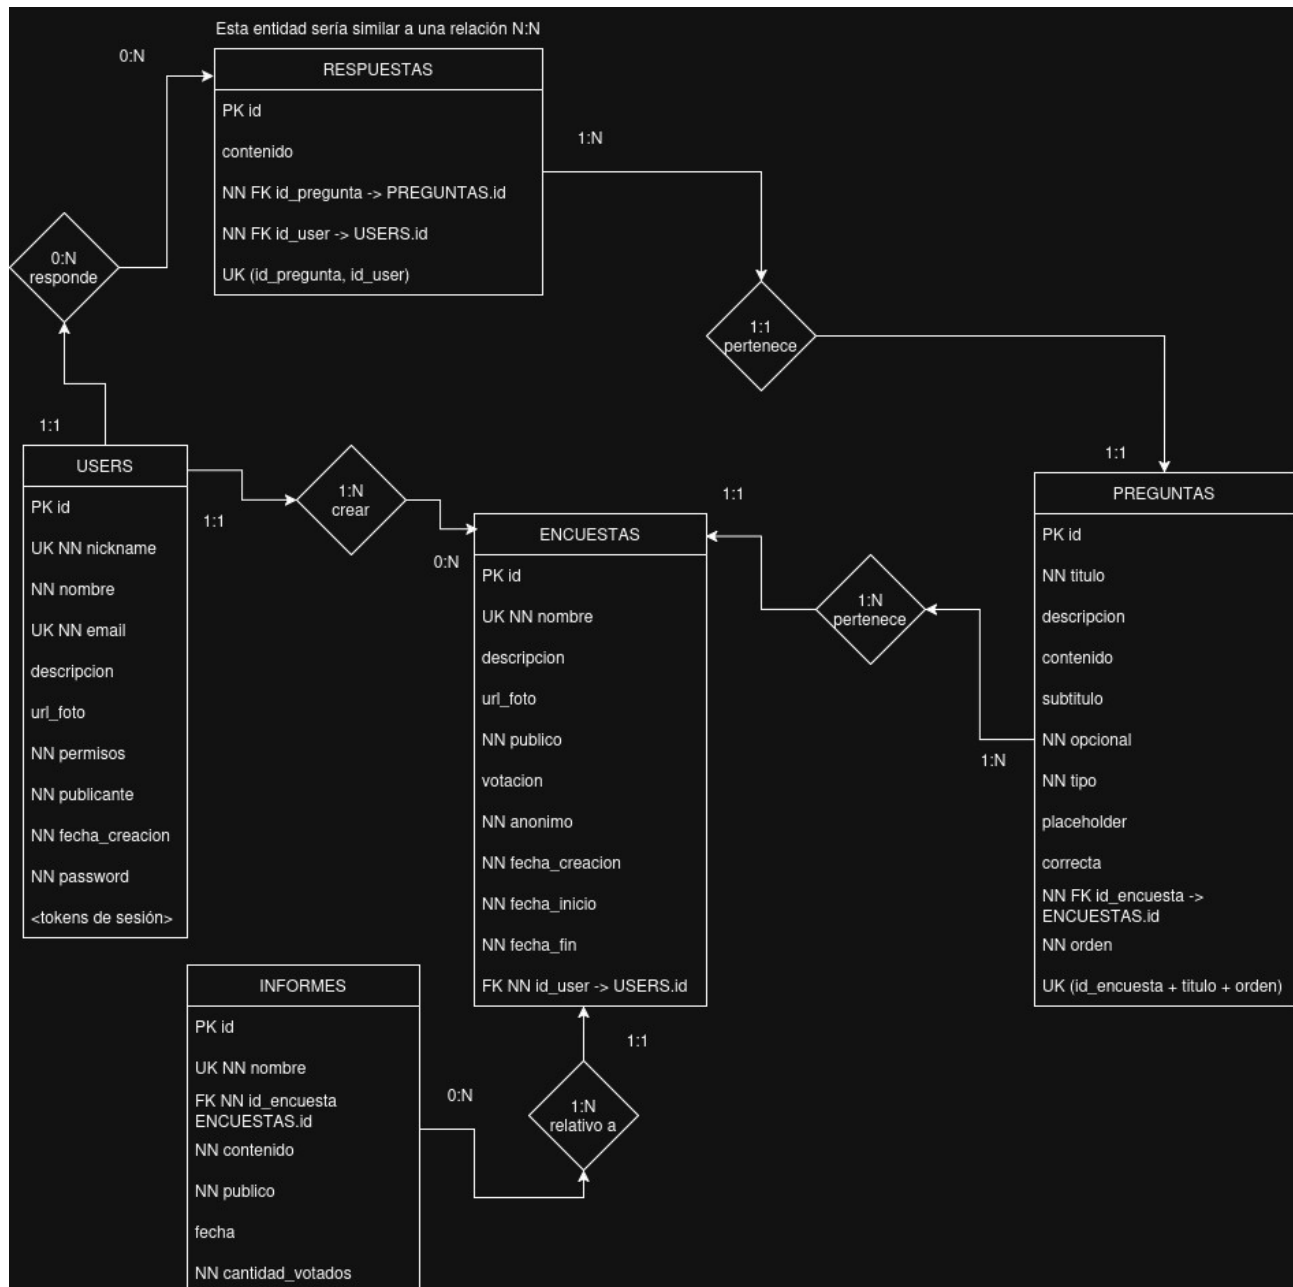 Esta entidad sería similar a una relación N:N
0:N
RESPUESTAS
PK id
contenido
NN FK id_pregunta -> PREGUNTAS.id
NN FK id_user -> USERS.id
UK (id_pregunta, id_user)
1:N
0:N
responde
1:1
pertenece
1:1
USERS
PK id
UK NN nickname
NN nombre
UK NN email
descripcion
url_foto
NN permisos
NN publicante
NN fecha_creacion
NN password
<tokens de sesión>
1:1
1:N
crear
0:N
ENCUESTAS
PK id
UK NN nombre
descripcion
url_foto
NN publico
votacion
NN anonimo
NN fecha_creacion
NN fecha_inicio
NN fecha_fin
FK NN id_user -> USERS.id
1:1
1:N
pertenece
1:N
1:1
PREGUNTAS
PK id
NN titulo
descripcion
contenido
subtitulo
NN opcional
NN tipo
placeholder
correcta
NN FK id_encuesta ->
ENCUESTAS.id
NN orden
UK (id_encuesta + titulo + orden)
INFORMES
PK id
UK NN nombre
FK NN id_encuesta
ENCUESTAS.id
NN contenido
NN publico
fecha
NN cantidad_votados
0:N
1:N
relativo a
1:1